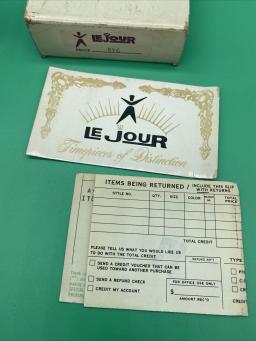 LE JOUR
LE JOUR
Timepieces of Distinction
ITEMS BEING RETURNED / INCLUDE THIS SLIP WITH RETURNS
STYLE NO. QTY. SIZE COLOR TOTAL PRICE
TOTAL CREDIT
PLEASE TELL US WHAT YOU WOULD LIKE US
TO DO WITH THE TOTAL CREDIT.
SEND A CREDIT VOUCHER THAT CAN BE
USED TOWARD ANOTHER PURCHASE
SEND A REFUND CHECK
CREDIT MY ACCOUNT
FOR OFFICE USE ONLY
$
AMOUNT REC'D
TYPE
CREDIT